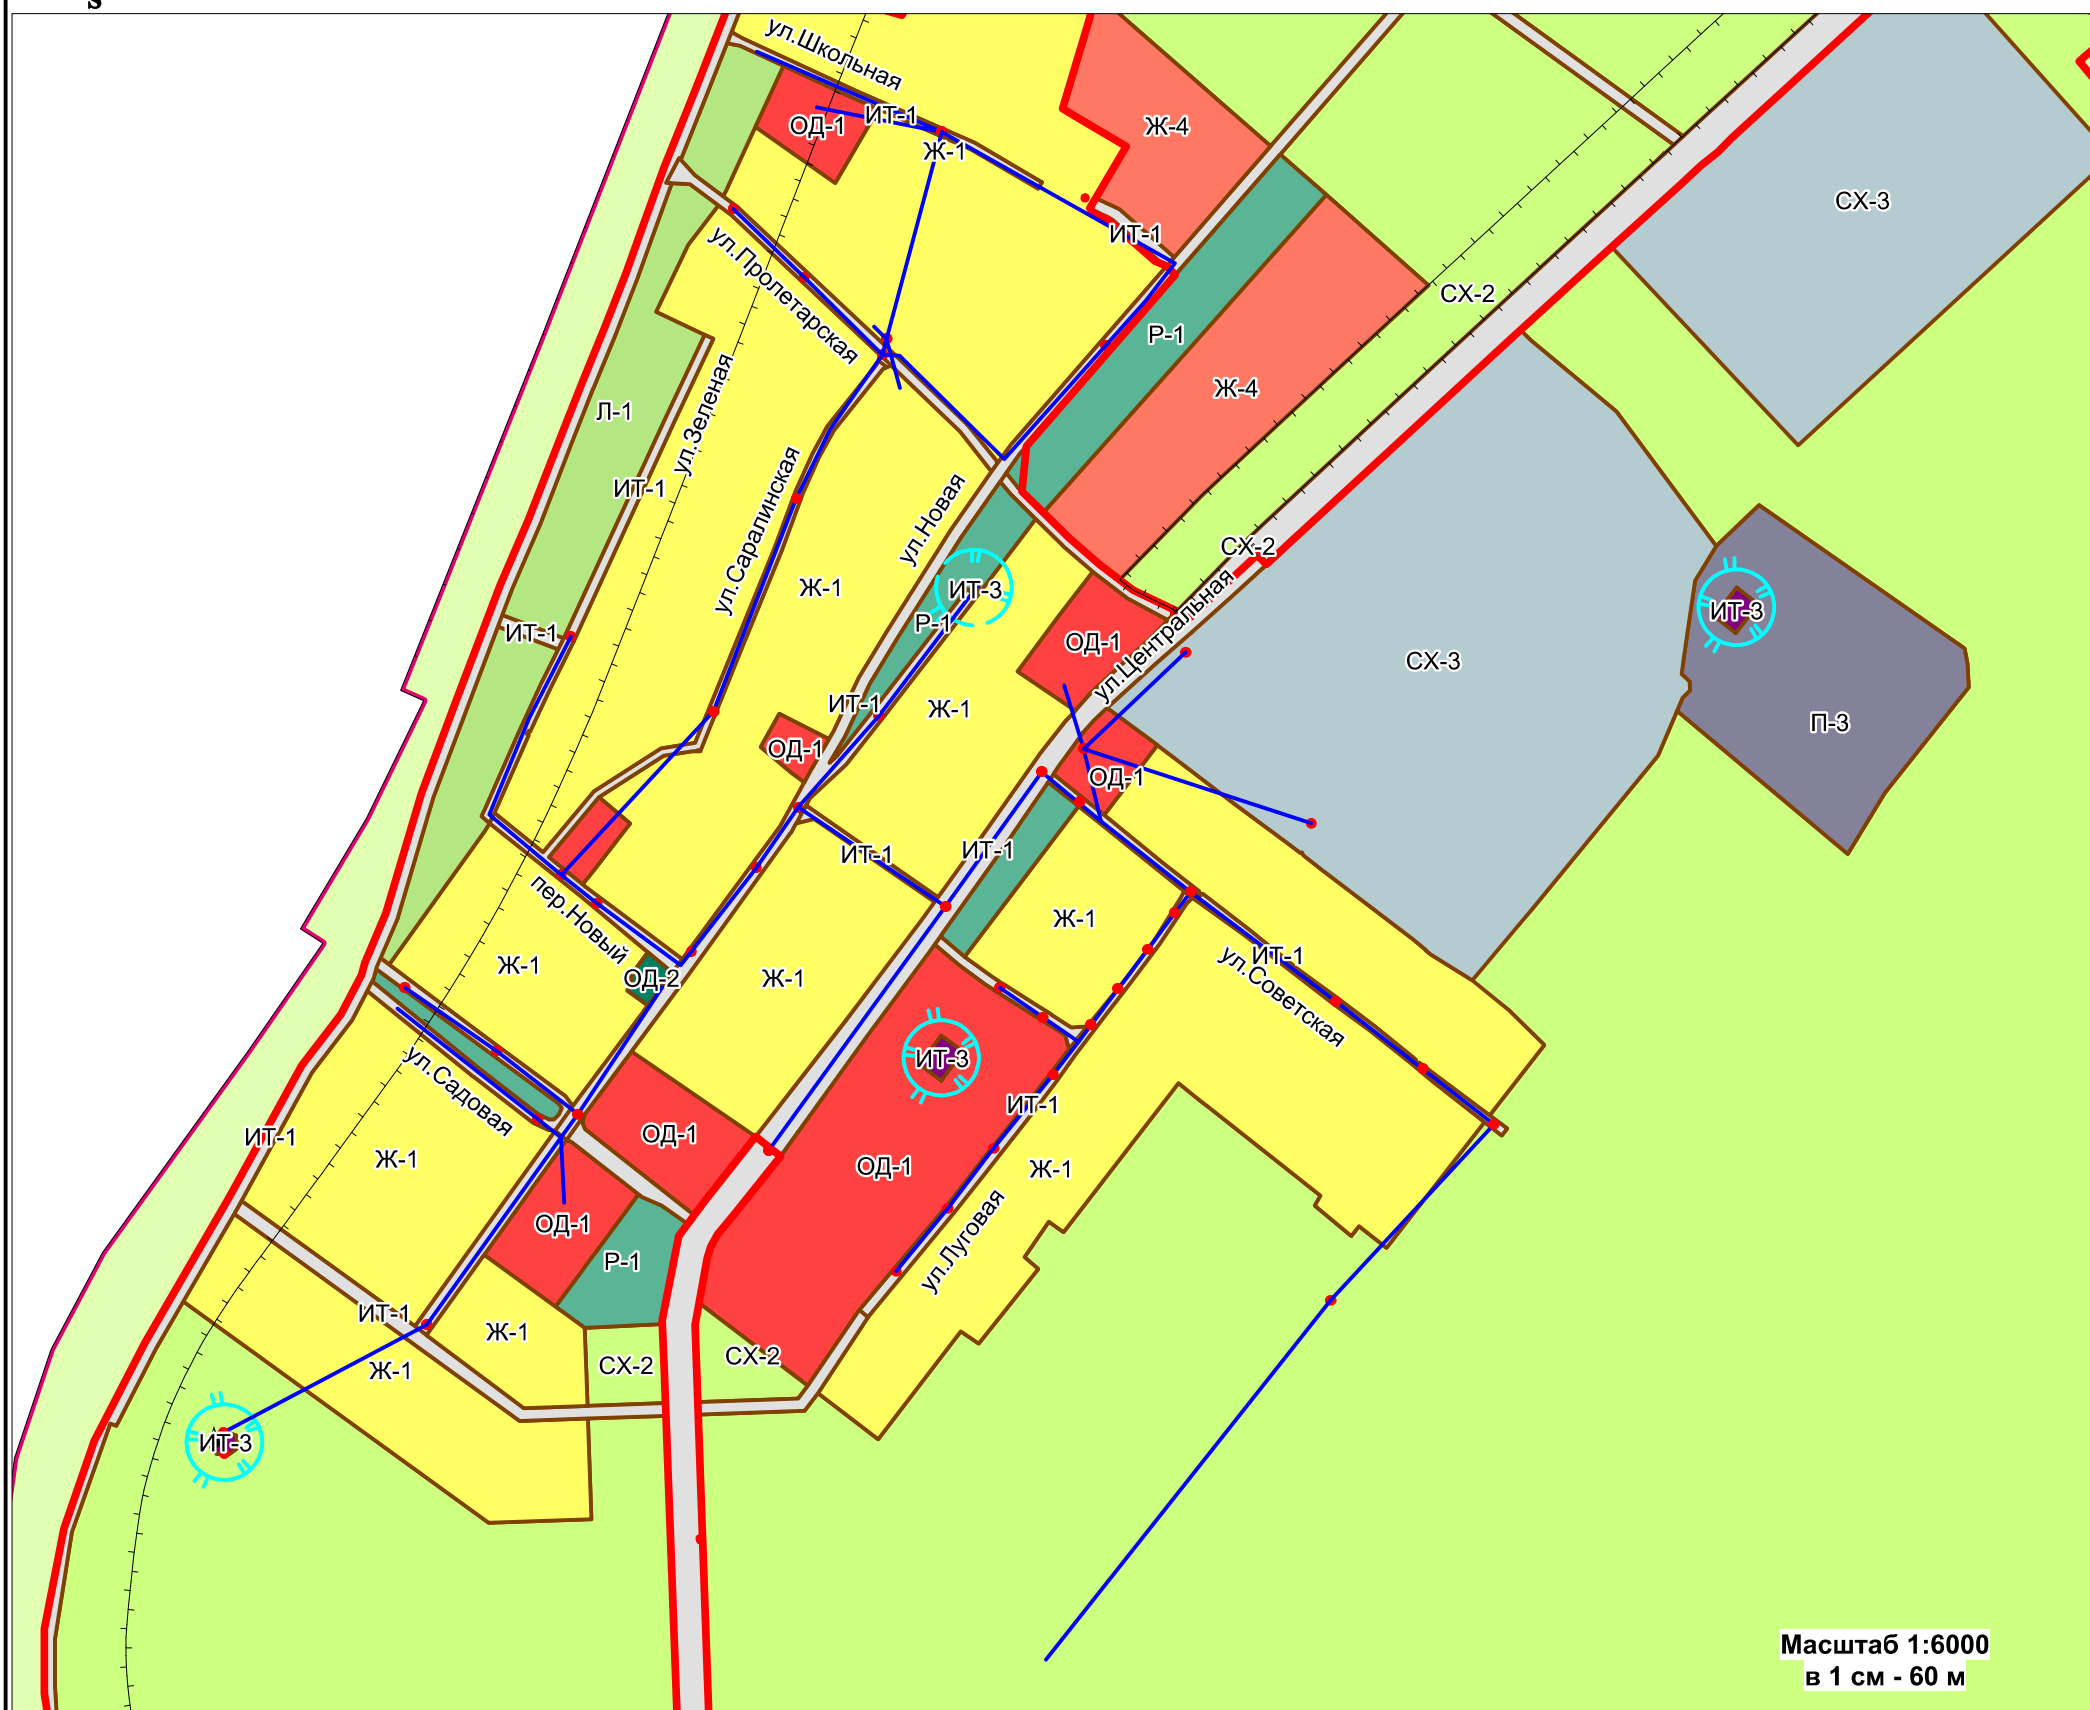 s
ул.Школьная
ИТ-1
ОД-1
Ж-4
Ж-1
СХ-3
ИТ-1
ул.Пролетарская
СХ-2
Р-1
Ж-4
Л-1
ул.Зеленая
ИТ-1
ул.Саралинская
ул.Новая
СХ-2
Ж-1
ИТ-3
ИТ-3
Р-1
ИТ-1
ОД-1
ул.Центральная
СХ-3
ИТ-1
Ж-1
П-3
ОД-1
ОД-1
ИТ-1
ИТ-1
пер.Новый
Ж-1
ИТ-1
ул.Советская
Ж-1
ОД-2
Ж-1
ИТ-3
ул.Садовая
ИТ-1
ИТ-1
ОД-1
Ж-1
ОД-1
Ж-1
ОД-1
ул.Луговая
Р-1
ИТ-1
Ж-1
СХ-2
СХ-2
Ж-1
ИТ-3
Масштаб 1:6000
в 1 см - 60 м